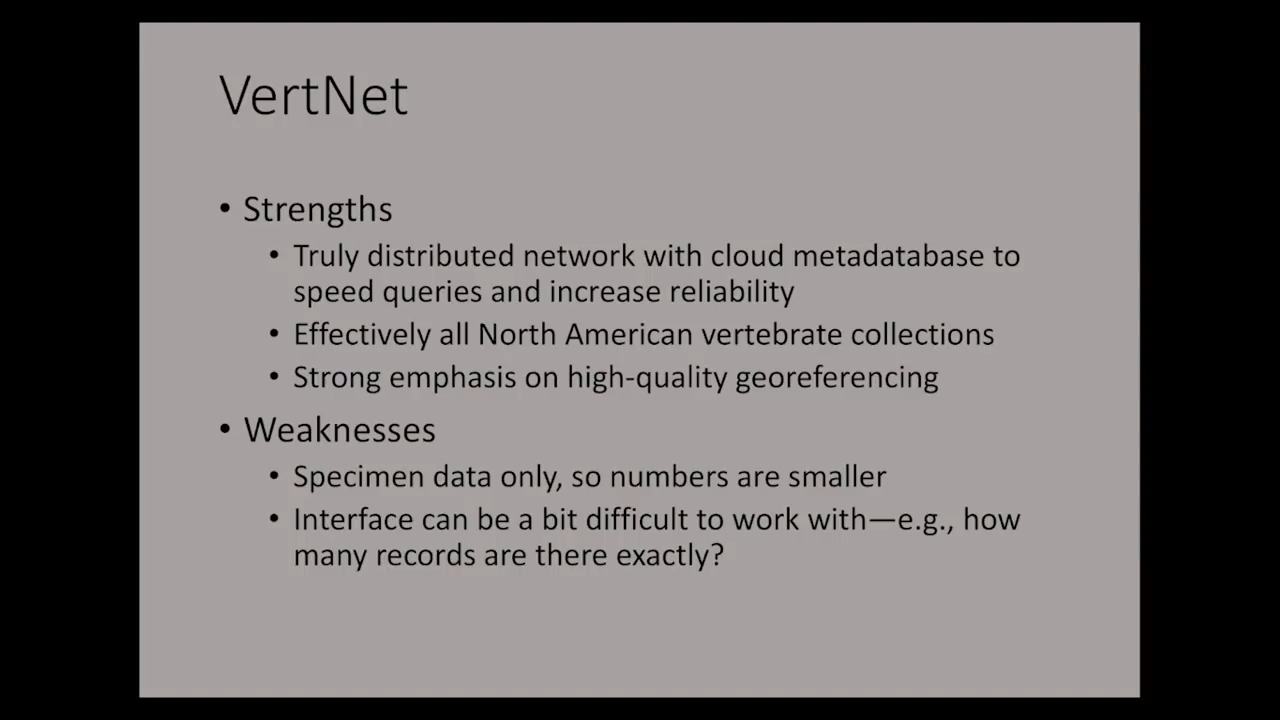 VertNet
• Strengths
• Truly distributed network with cloud metadatabase to
speed queries and increase reliability
• Effectively all North American vertebrate collections
• Strong emphasis on high-quality georeferencing
• Weaknesses
• Specimen data only, so numbers are smaller
• Interface can be a bit difficult to work with—e.g., how
many records are there exactly?